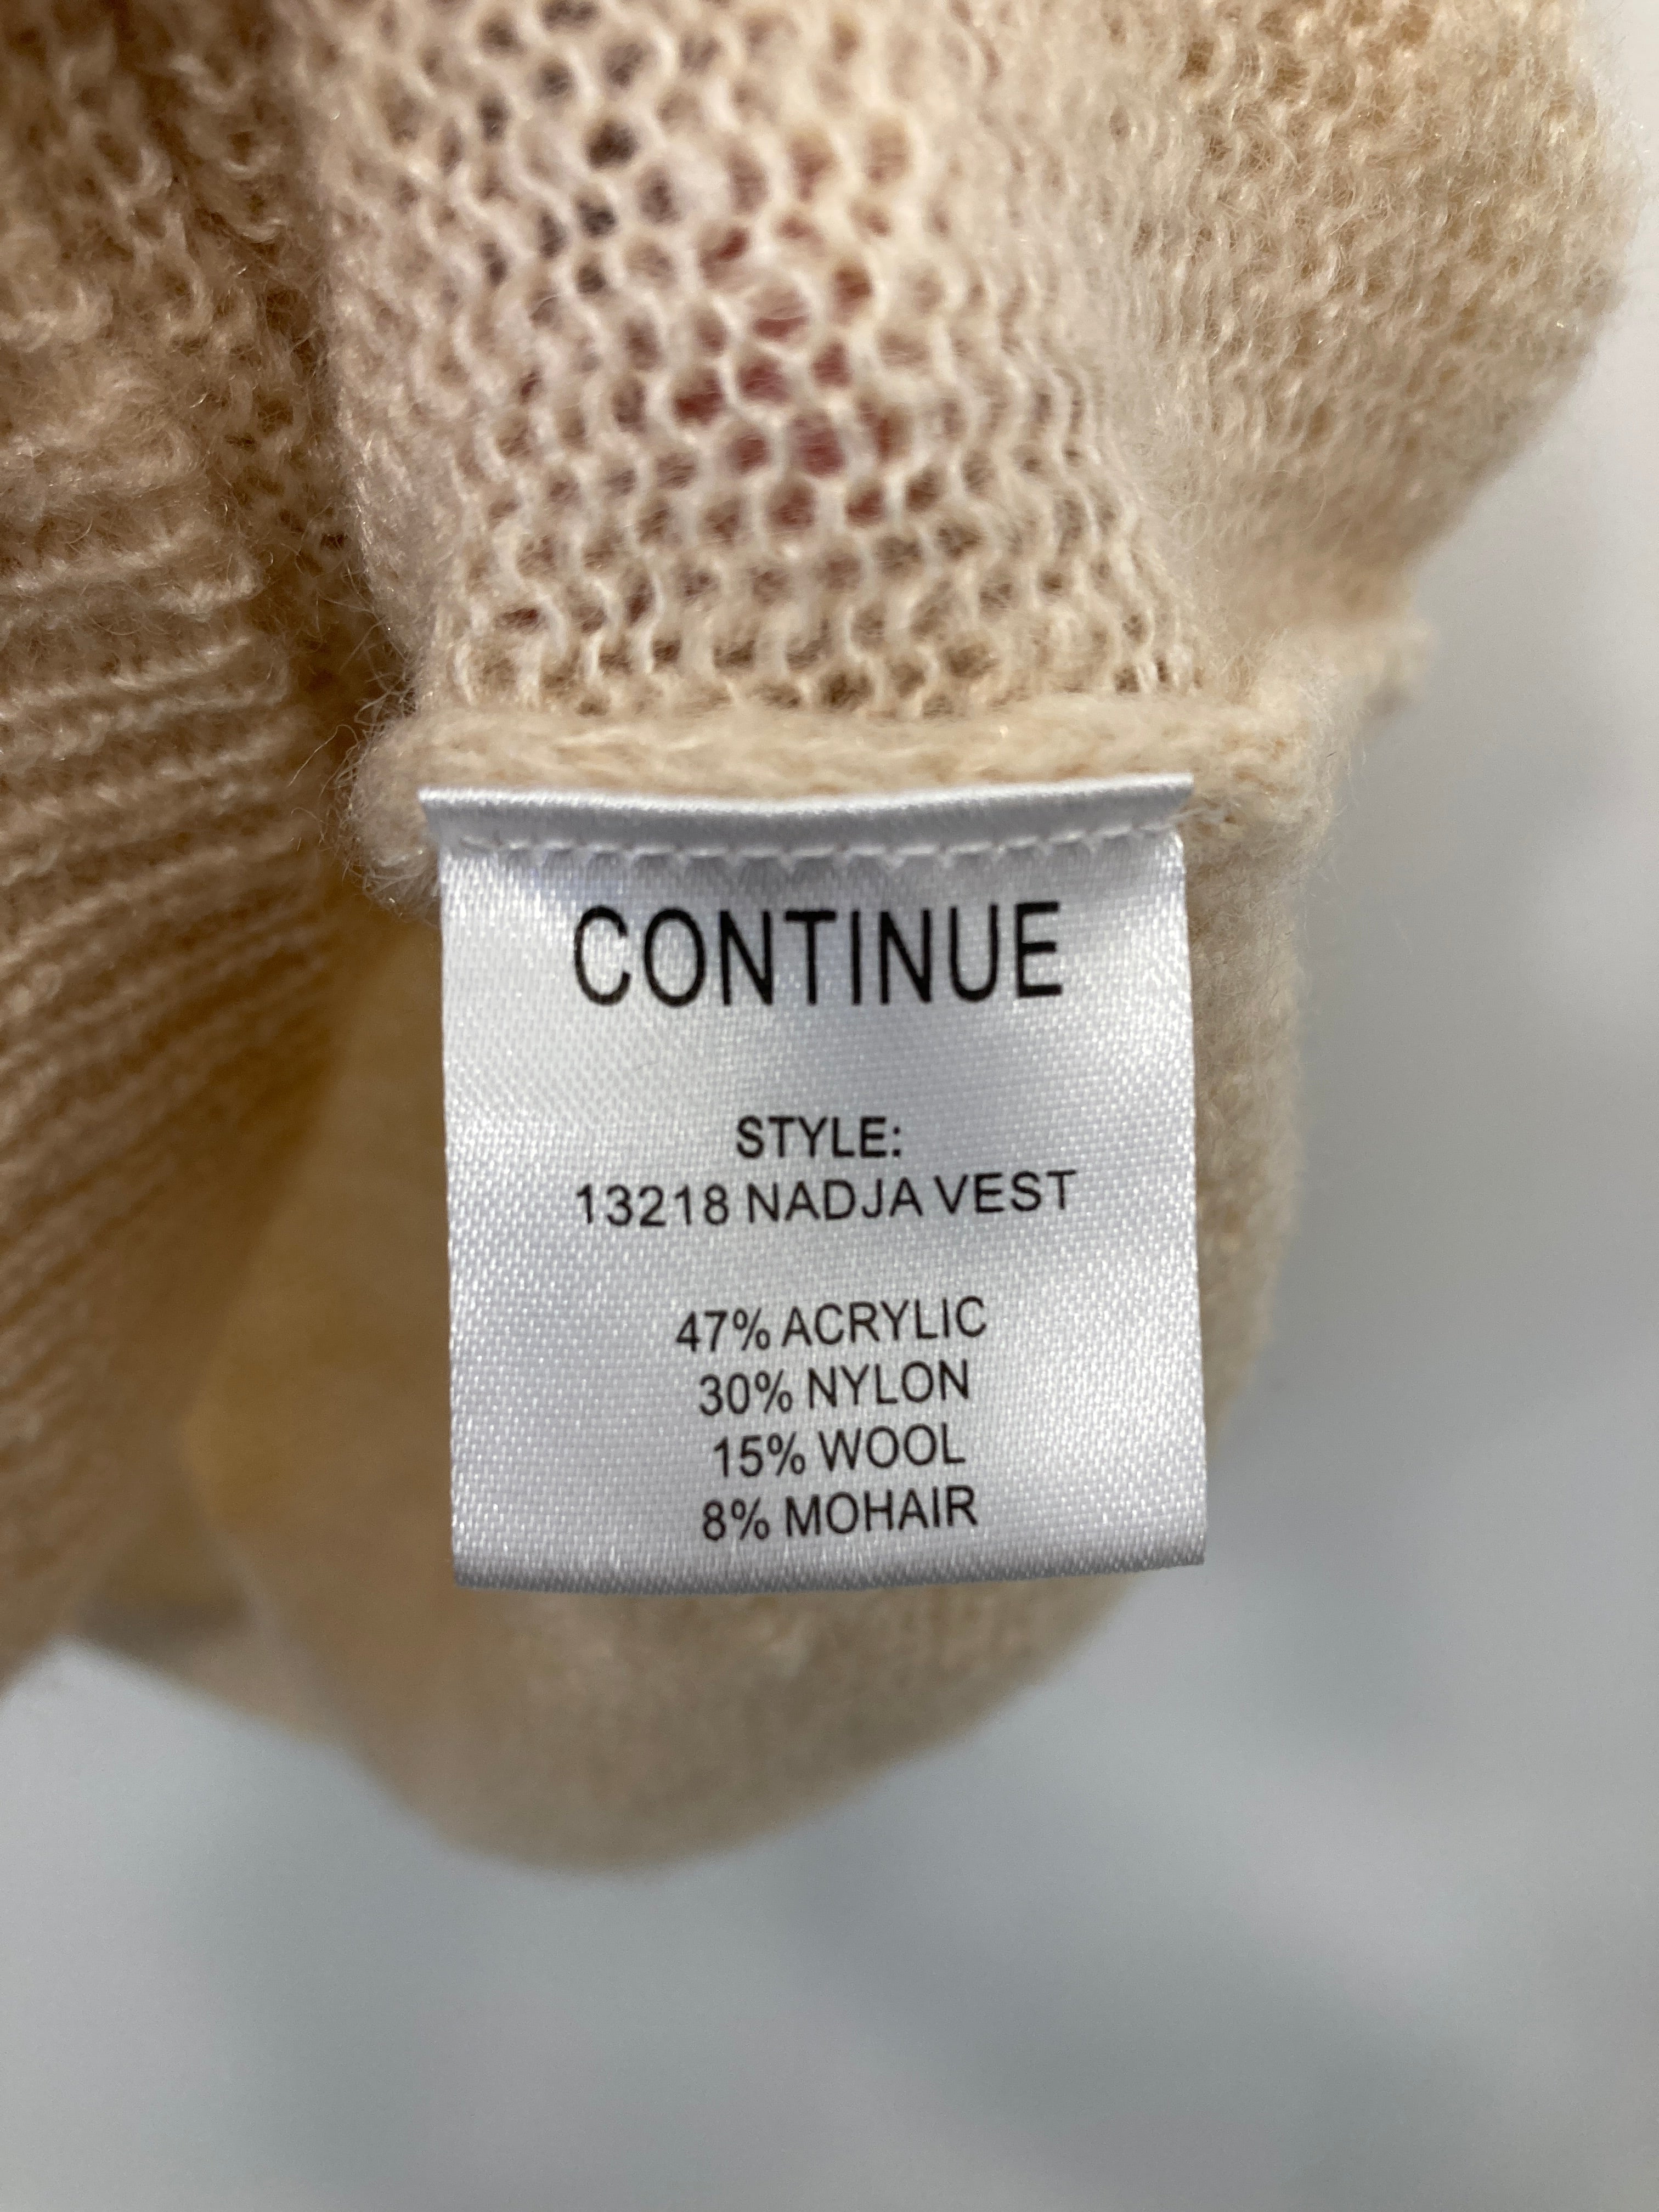 CONTINUE
STYLE:
13218 NADJA VEST
47% ACRYLIC
30% NYLON
15% WOOL
8% MOHAIR